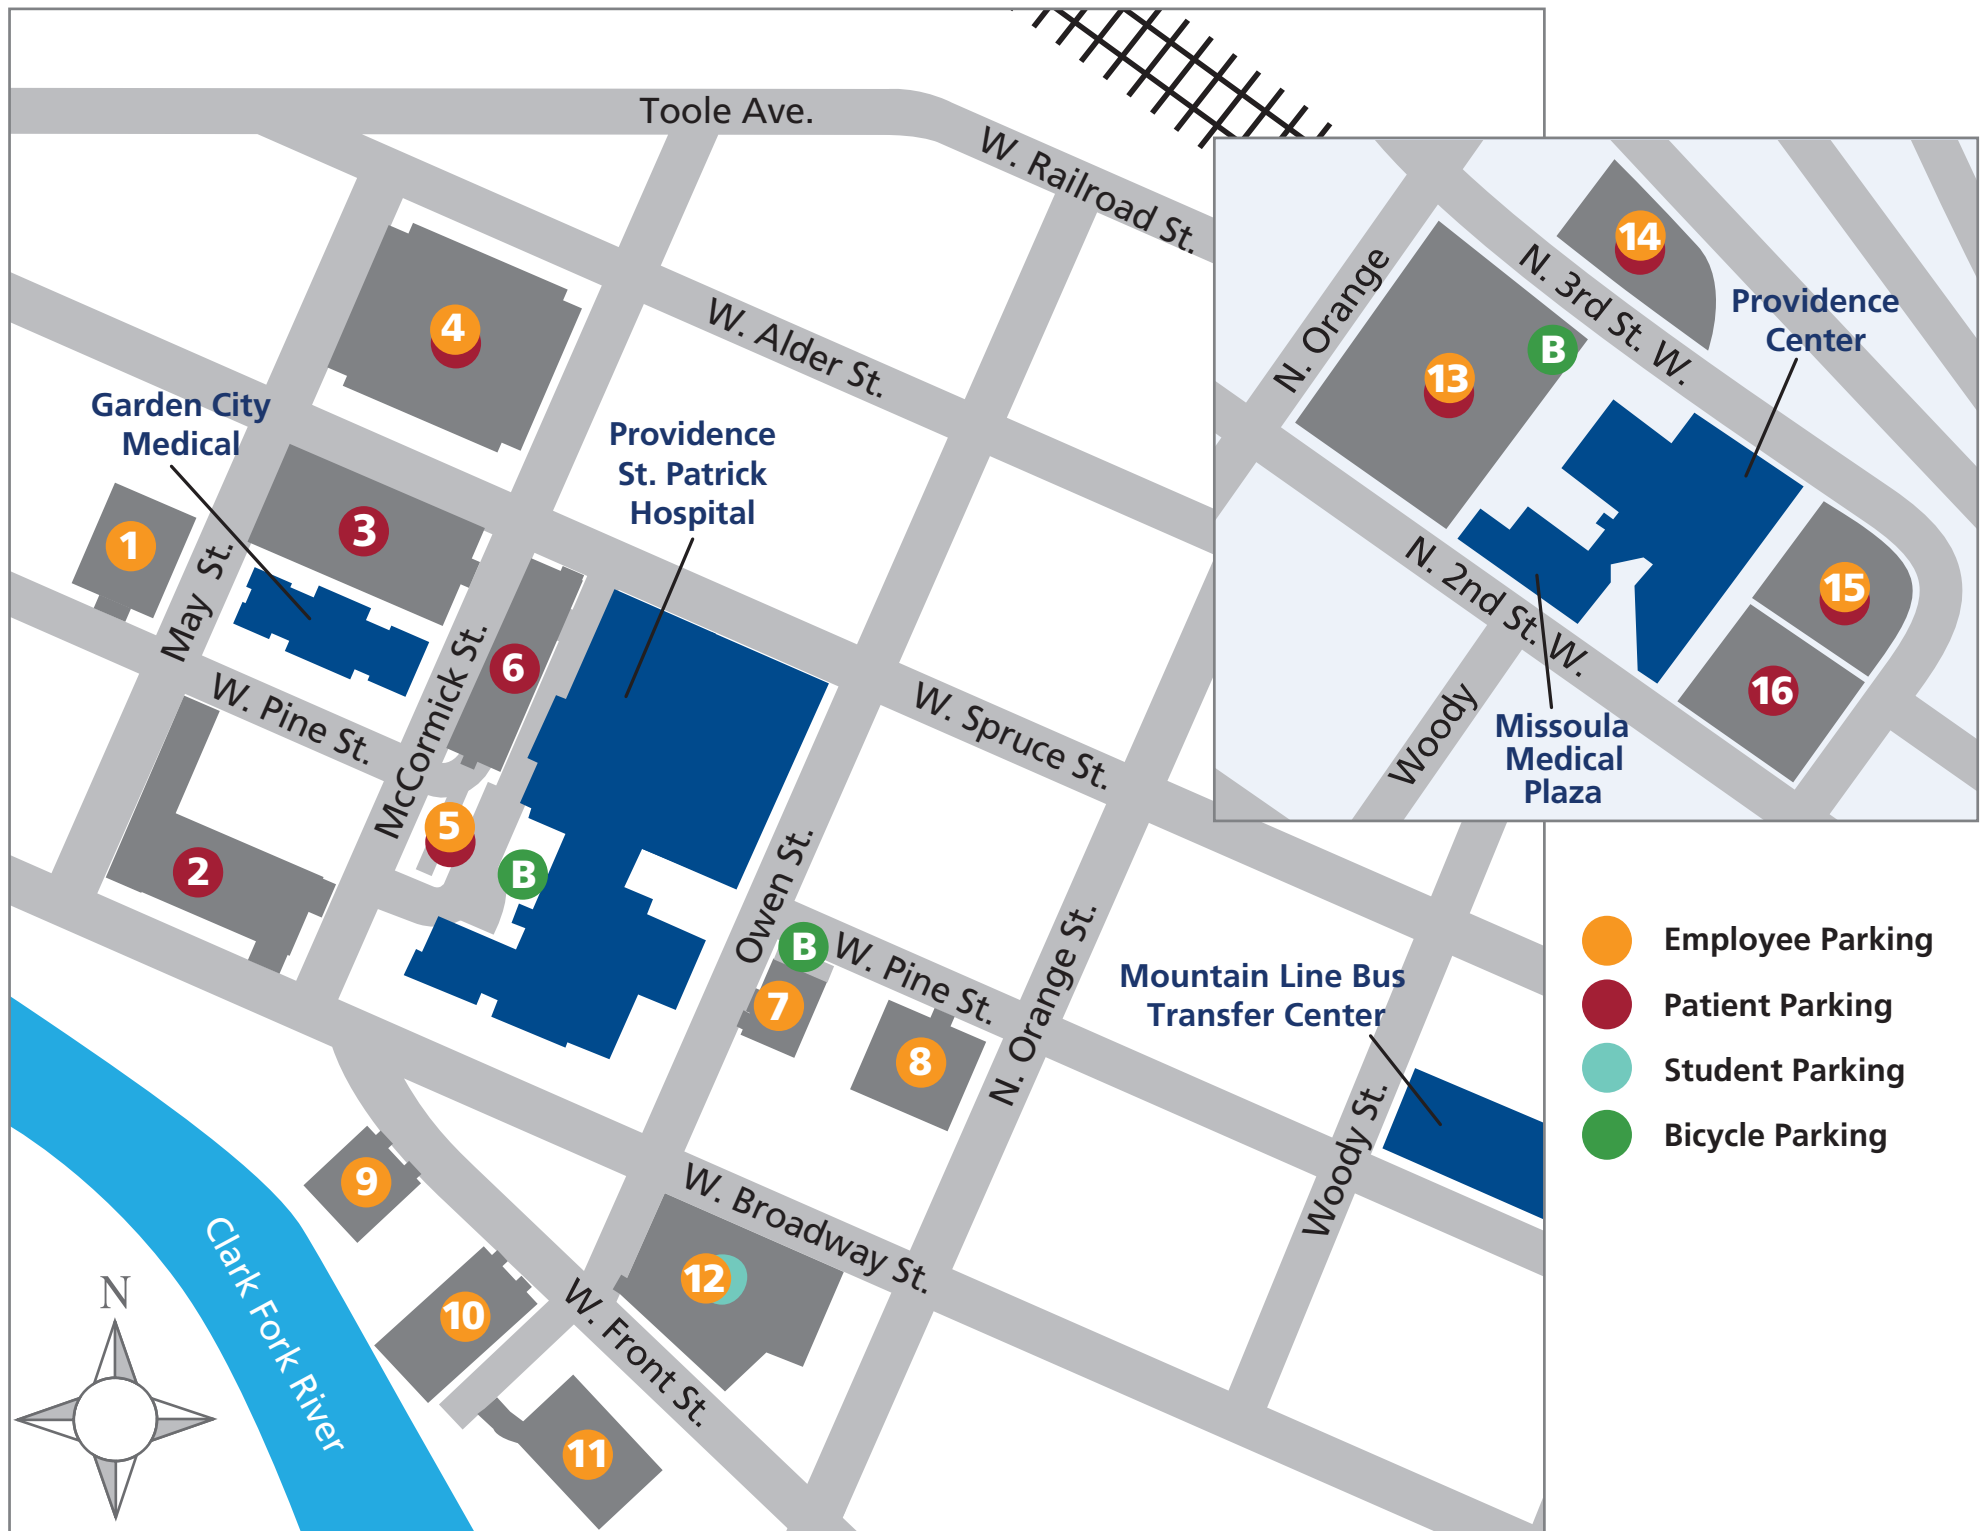 Toole Ave.
W. Railroad St.
W. Alder St.
4
Garden City
Medical
Providence
St. Patrick
Hospital
1
3
May St.
6
McCormick St.
W. Pine St.
W. Spruce St.
5
B
2
Owen St.
B
W. Pine St.
7
8
N. Orange St.
Mountain Line Bus
Transfer Center
Woody St.
9
W. Broadway St.
12
10
W. Front St.
11
Clark Fork River
N
14
N. 3rd St. W.
N. Orange
Providence
Center
B
13
N. 2nd St. W.
15
16
Woody
Missoula
Medical
Plaza
Employee Parking
Patient Parking
Student Parking
Bicycle Parking